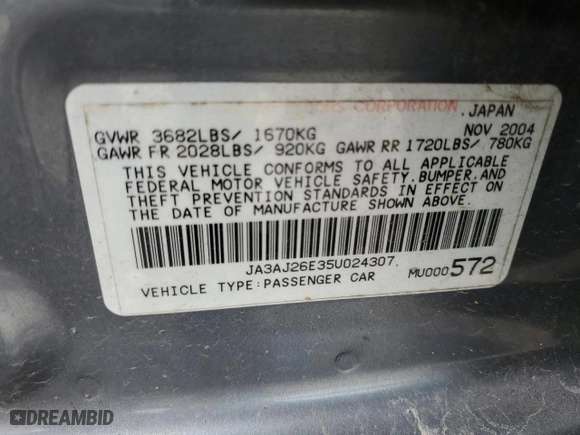 CORPORATION
.JAPAN
GVWR 3682LBS/ 1670KG NOV 2004
GAWR FR 2028LBS/ 920KG GAWR RR 1720LBS/ 780KG
THIS VEHICLE CONFORMS TO ALL APPLICABLE
FEDERAL MOTOR VEHICLE SAFETY.BUMPER.AND
THEFT PREVENTION STANDARDS IN EFFECT ON
THE DATE OF MANUFACTURE SHOWN ABOVE.
JA3AJ26E35U024307.
VEHICLE TYPE:PASSENGER CAR MU000572
DREAMBID